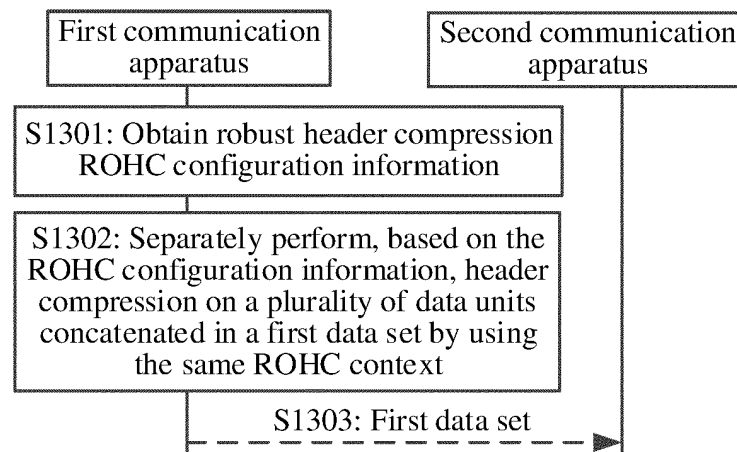 First communication
apparatus
Second communication
apparatus
S1301: Obtain robust header compression
ROHC configuration information
S1302: Separately perform, based on the
ROHC configuration information, header
compression on a plurality of data units
concatenated in a first data set by using
the same ROHC context
S1303: First data set